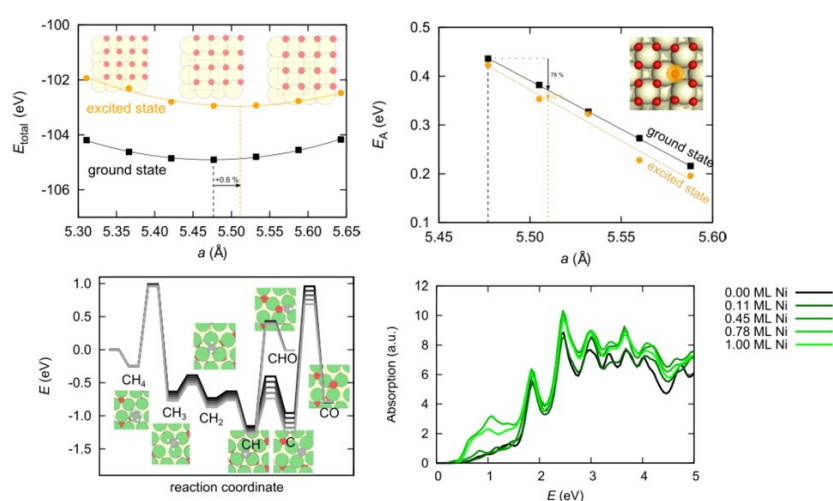 -100
-102
-104
-106
E total (eV)
excited state
ground state
+0.6 %
5.30 5.35 5.40 5.45 5.50 5.55 5.60 5.65
a (Å)
0.5
0.4
0.3
0.2
0.1
E A (eV)
78 %
ground state
excited state
5.45 5.50 5.55 5.60
a (Å)
1.0
0.5
0.0
-0.5
-1.0
-1.5
E (eV)
CH4
CH3
CH2
CH
C
CHO
CO
reaction coordinate
12
10
8
6
4
2
0
Absorption (a.u.)
0 1 2 3 4 5
E (eV)
0.00 ML Ni
0.11 ML Ni
0.45 ML Ni
0.78 ML Ni
1.00 ML Ni